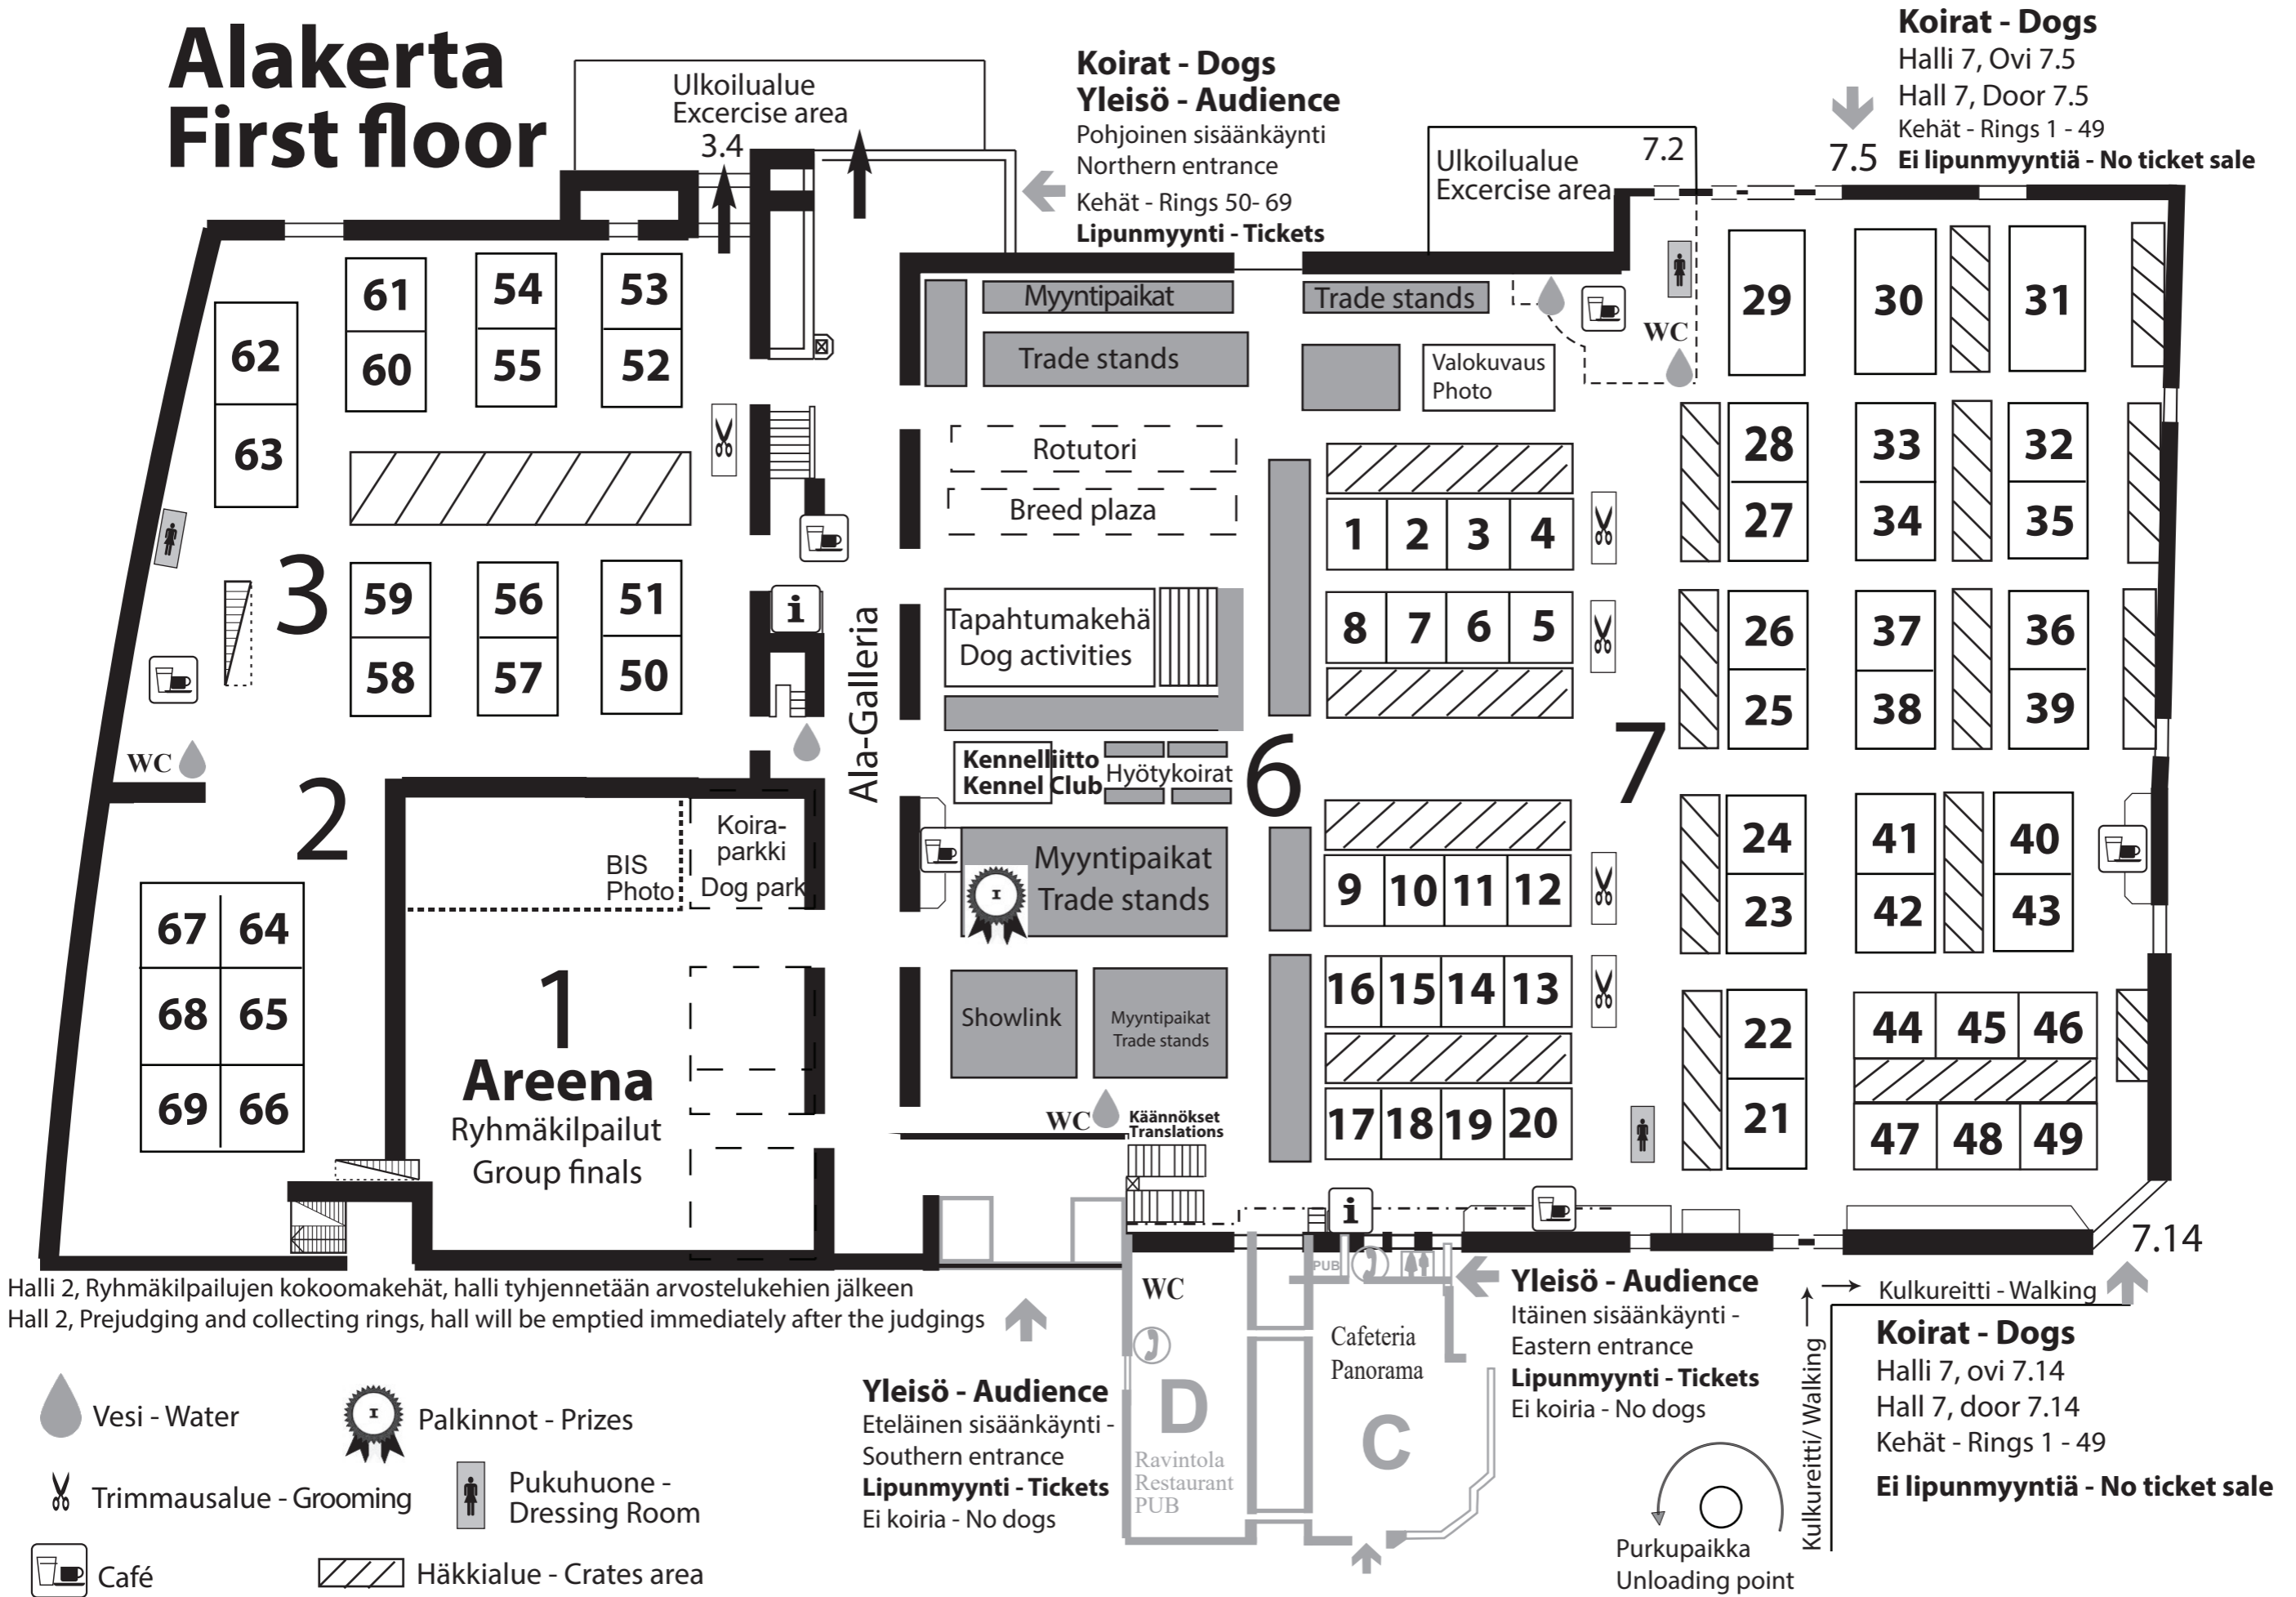 Alakerta
First floor
Ulkoilualue
Excercise area
3.4
Koirat - Dogs
Yleisö - Audience
Pohjoinen sisäänkäynti
Northern entrance
Kehät - Rings 50- 69
Lipunmyynti - Tickets
Ulkoilualue
Excercise area
7.2
7.5
Koirat - Dogs
Halli 7, Ovi 7.5
Hall 7, Door 7.5
Kehät - Rings 1 - 49
Ei lipunmyyntiä - No ticket sale
62
63
61
60
54
55
53
52
3
59
58
56
57
51
50
i
WC
2
67 64
68 65
69 66
BIS
Photo
Koira-
parkki
Dog park
1
Areena
Ryhmäkilpailut
Group finals
Ala-Galleria
Myyntipaikat
Trade stands
Trade stands
Valokuvaus
Photo
WC
Rotutori
Breed plaza
Tapahtumakehä
Dog activities
Kennelliitto
Kennel Club
Hyötykoirat
6
Myyntipaikat
Trade stands
I
Showlink
Myyntipaikat
Trade stands
WC
Käännökset
Translations
1 2 3 4
8 7 6 5
9 10 11 12
16 15 14 13
17 18 19 20
7
29 30 31
28 33 32
27 34 35
26 37 36
25 38 39
24 41 40
23 42 43
22 44 45 46
21 47 48 49
i
7.14
Halli 2, Ryhmäkilpailujen kokoomakehät, halli tyhjennetään arvostelukehien jälkeen
Hall 2, Prejudging and collecting rings, hall will be emptied immediately after the judgings
Vesi - Water
I
Palkinnot - Prizes
Trimmausalue - Grooming
Pukuhuone -
Dressing Room
Café
Häkkialue - Crates area
Yleisö - Audience
Eteläinen sisäänkäynti -
Southern entrance
Lipunmyynti - Tickets
Ei koiria - No dogs
WC
D
Ravintola
Restaurant
PUB
PUB
Cafeteria
Panorama
C
Yleisö - Audience
Itäinen sisäänkäynti -
Eastern entrance
Lipunmyynti - Tickets
Ei koiria - No dogs
Purkupaikka
Unloading point
Kulkureitti/ Walking
Kulkureitti - Walking
Koirat - Dogs
Halli 7, ovi 7.14
Hall 7, door 7.14
Kehät - Rings 1 - 49
Ei lipunmyyntiä - No ticket sale